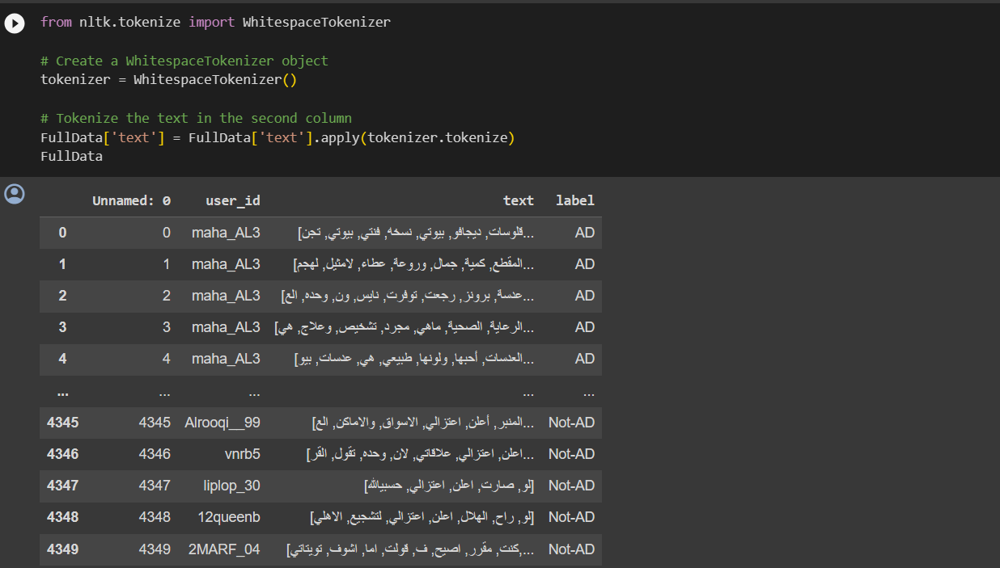 from nltk.tokenize import WhitespaceTokenizer
# Create a WhitespaceTokenizer object
tokenizer = WhitespaceTokenizer()
# Tokenize the text in the second column
FullData['text'] = FullData['text'].apply(tokenizer.tokenize)
FullData
Unnamed: 0 user_id text label
0 0 maha_AL3 [فلوسات, ديجافو, بيوتي, نسخه, فنتي, بيوتي, تجن... AD
1 1 maha_AL3 [المقطع, كمية, جمال, وروعة, عطاء, لامثيل, لهجم... AD
2 2 maha_AL3 [عدسة, برونز, رجعت, توفرت, نايس, ون, وحده, الع... AD
3 3 maha_AL3 [الرعاية, الصحية, ماهي, مجرد, تشخيص, وعلاج, هي... AD
4 4 maha_AL3 [العدسات, أحبها, ولونها, طبيعي, هي, عدسات, بيو... AD
... ... ... ... ...
4345 4345 Alrooqi__99 [المنبر, أعلن, اعتزالي, الاسواق, والاماكن, الع... Not-AD
4346 4346 vnrb5 [اعلن, اعتزالي, علاقاتي, لان, وحده, تقول, القر... Not-AD
4347 4347 liplop_30 [لو, صارت, اعلن, اعتزالي, حسبيالله] Not-AD
4348 4348 12queenb [لو, راح, الهلال, اعلن, اعتزالي, لتشجيع, الاهلي] Not-AD
4349 4349 2MARF_04 [كنت, مقرر, اصيح, ف, قولت, اما, اشوف, تويتاتي,... Not-AD